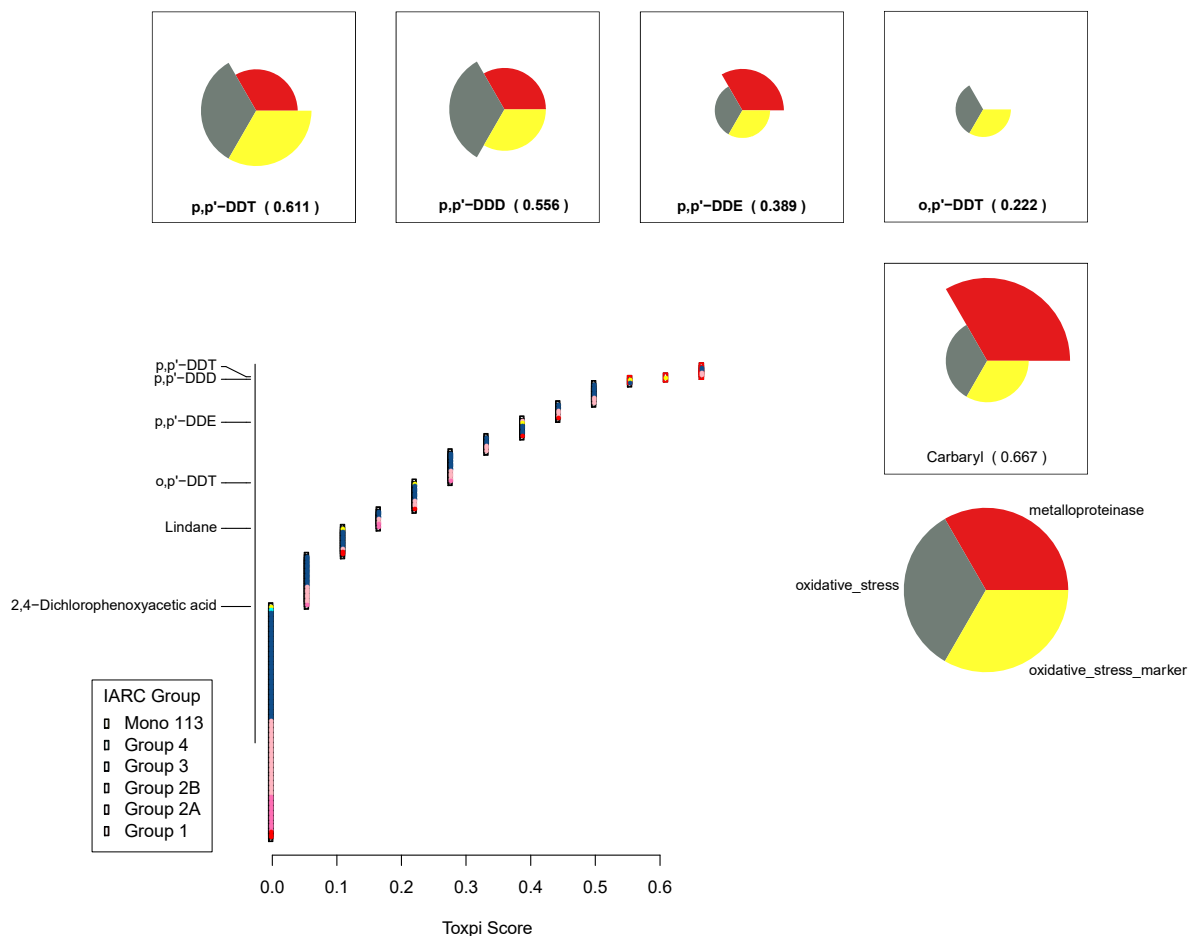 p,p'−DDT ( 0.611 )
p,p'−DDD ( 0.556 )
p,p'−DDE ( 0.389 )
o,p'−DDT ( 0.222 )
Carbaryl ( 0.667 )
metalloproteinase
oxidative_stress
oxidative_stress_marker
p,p'−DDT
p,p'−DDD
p,p'−DDE
o,p'−DDT
Lindane
2,4−Dichlorophenoxyacetic acid
IARC Group
Mono 113
Group 4
Group 3
Group 2B
Group 2A
Group 1
0.0 0.1 0.2 0.3 0.4 0.5 0.6
Toxpi Score